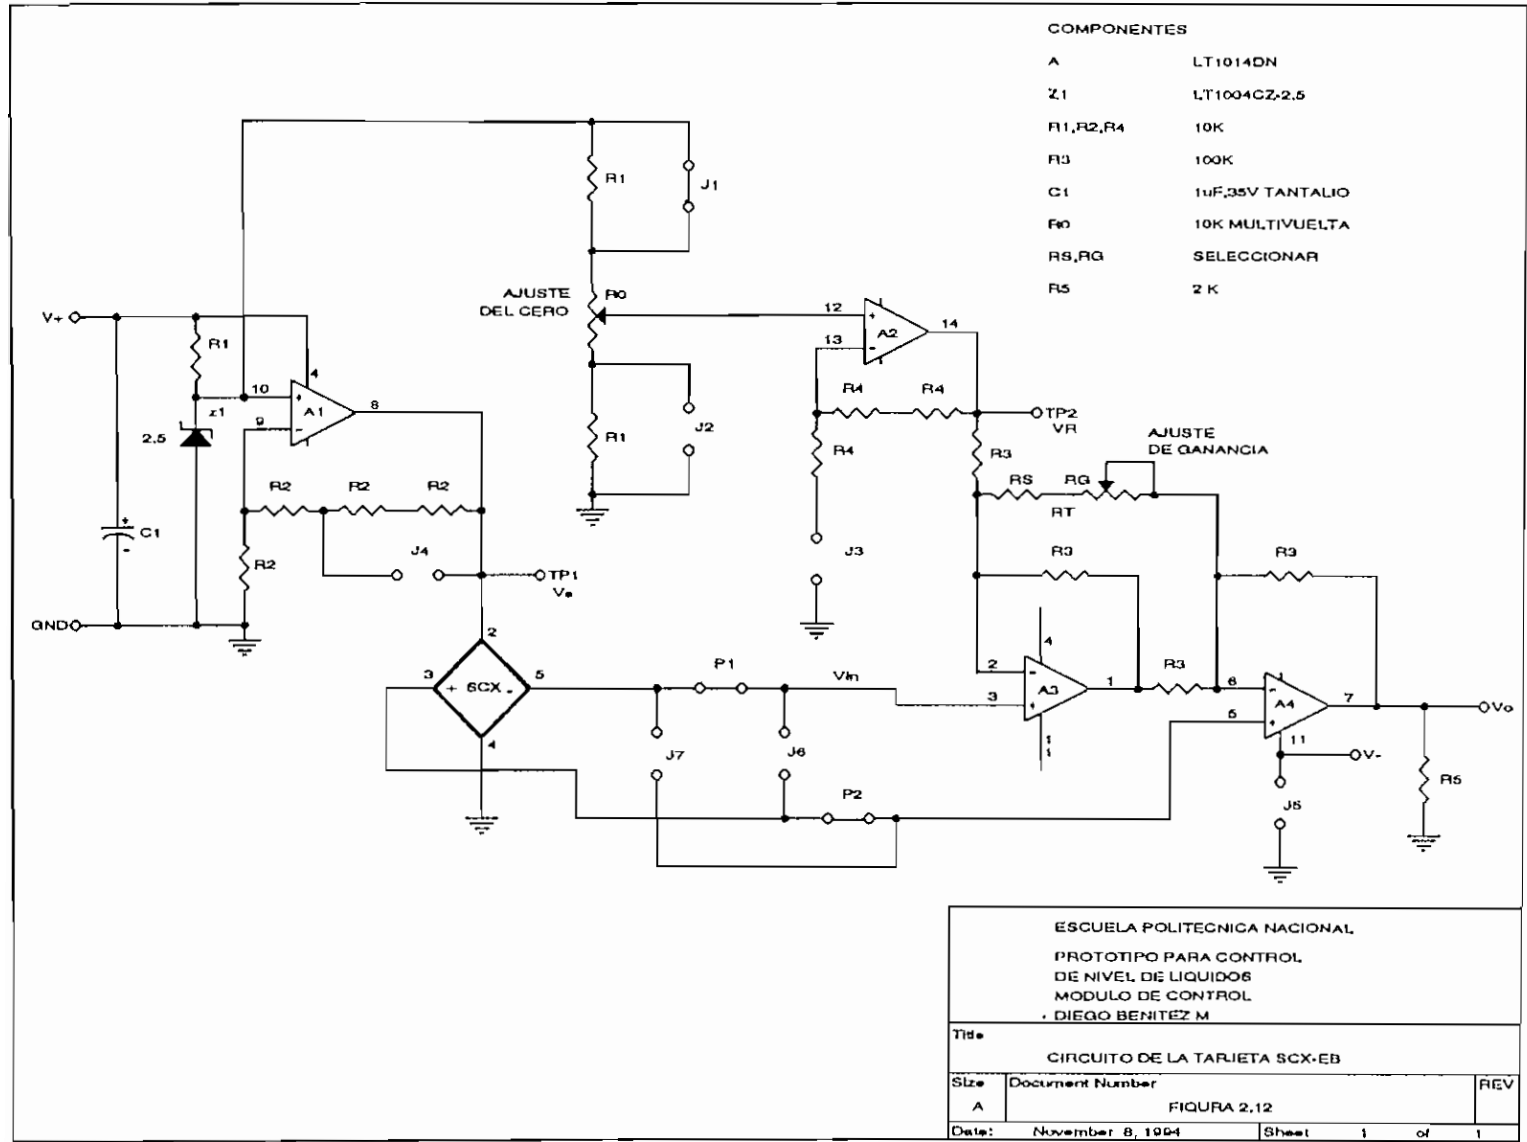 COMPONENTES
A LT1014DN
Z1 LT1004CZ-2.5
R1,R2,R4 10K
R3 100K
C1 1uF,35V TANTALIO
R0 10K MULTIVUELTA
RS,RG SELECCIONAR
R5 2 K
R1
J1
AJUSTE
DEL CERO
R0
V+
R1
10
4
A1
8
9
z1
2.5
R1
J2
12
A2
14
13
R4 R4
R4
TP2
VR
R3
AJUSTE
DE GANANCIA
RS RG
RT
R2 R2 R2
C1
R2
J4
TP1
Ve
J3
R3
R3
GND
2
3 + SCX - 5
4
P1
Vin
4
2
3
A3
1
1
1
R3
6
5
A4
7
11
Vo
V-
J7
J6
P2
J5
R5
ESCUELA POLITECNICA NACIONAL
PROTOTIPO PARA CONTROL
DE NIVEL DE LIQUIDOS
MODULO DE CONTROL
DIEGO BENITEZ M
Title
CIRCUITO DE LA TARJETA SCX-EB
Size Document Number REV
A FIGURA 2.12
Date: November 8, 1994 Sheet 1 of 1